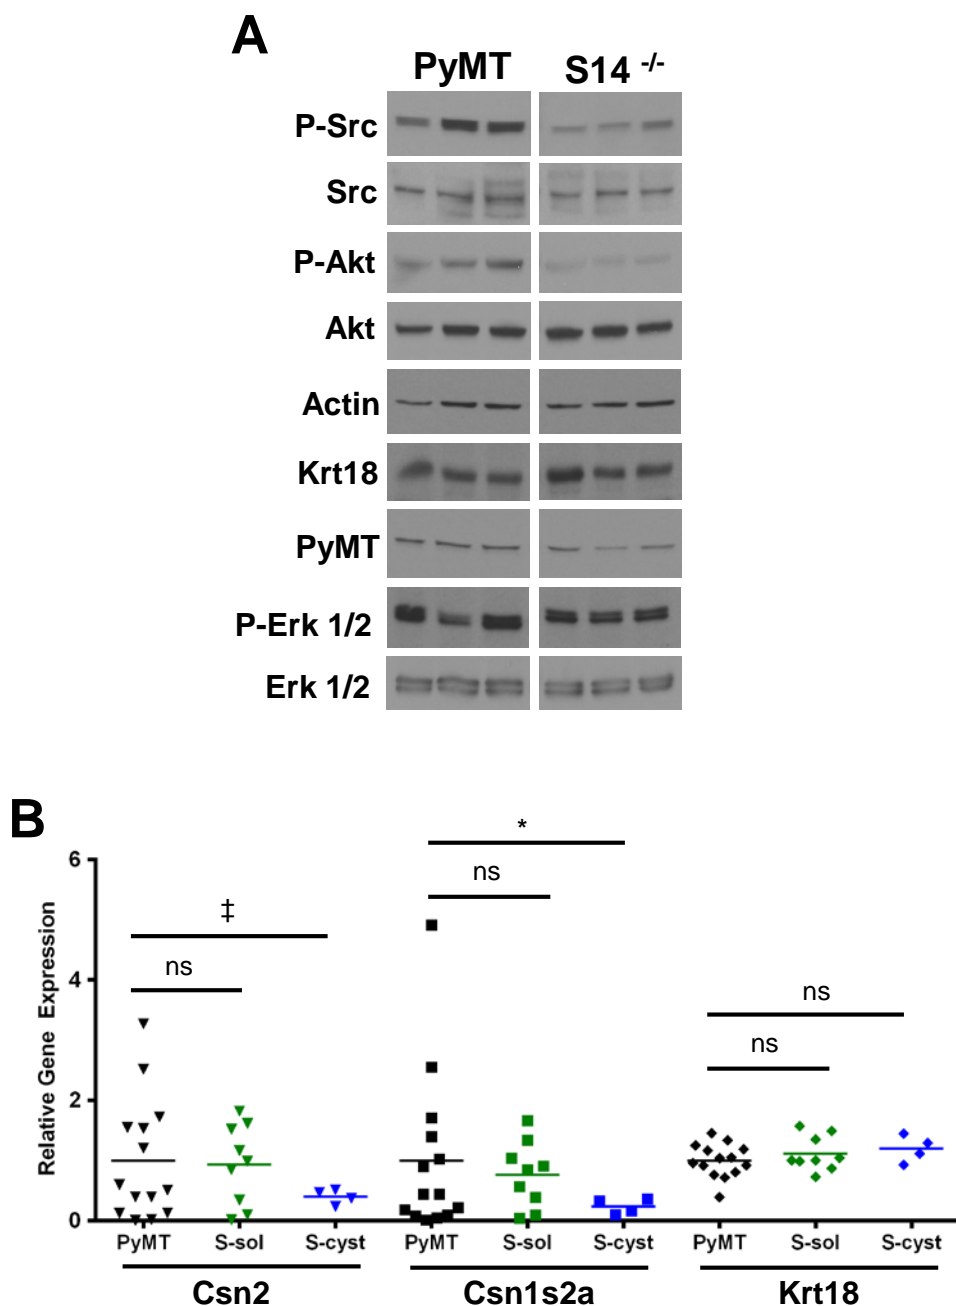 A
PyMT S14 -/-
P-Src
Src
P-Akt
Akt
Actin
Krt18
PyMT
P-Erk 1/2
Erk 1/2
B
*
ns
‡
ns
ns
ns
Relative Gene Expression
6
4
2
0
PyMT S-sol S-cyst PyMT S-sol S-cyst PyMT S-sol S-cyst
Csn2 Csn1s2a Krt18